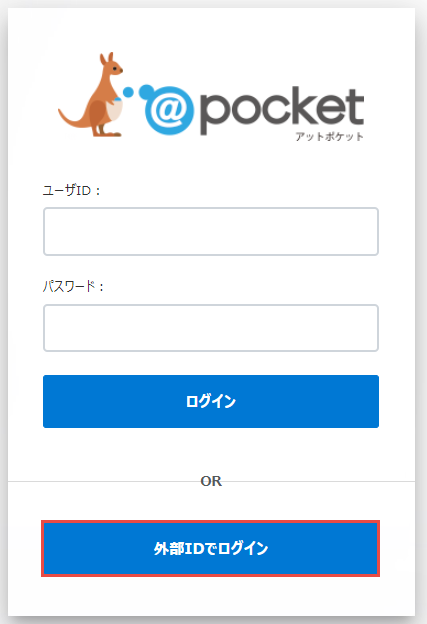 @pocket
アットポケット
ユーザID：
パスワード：
ログイン
OR
外部IDでログイン